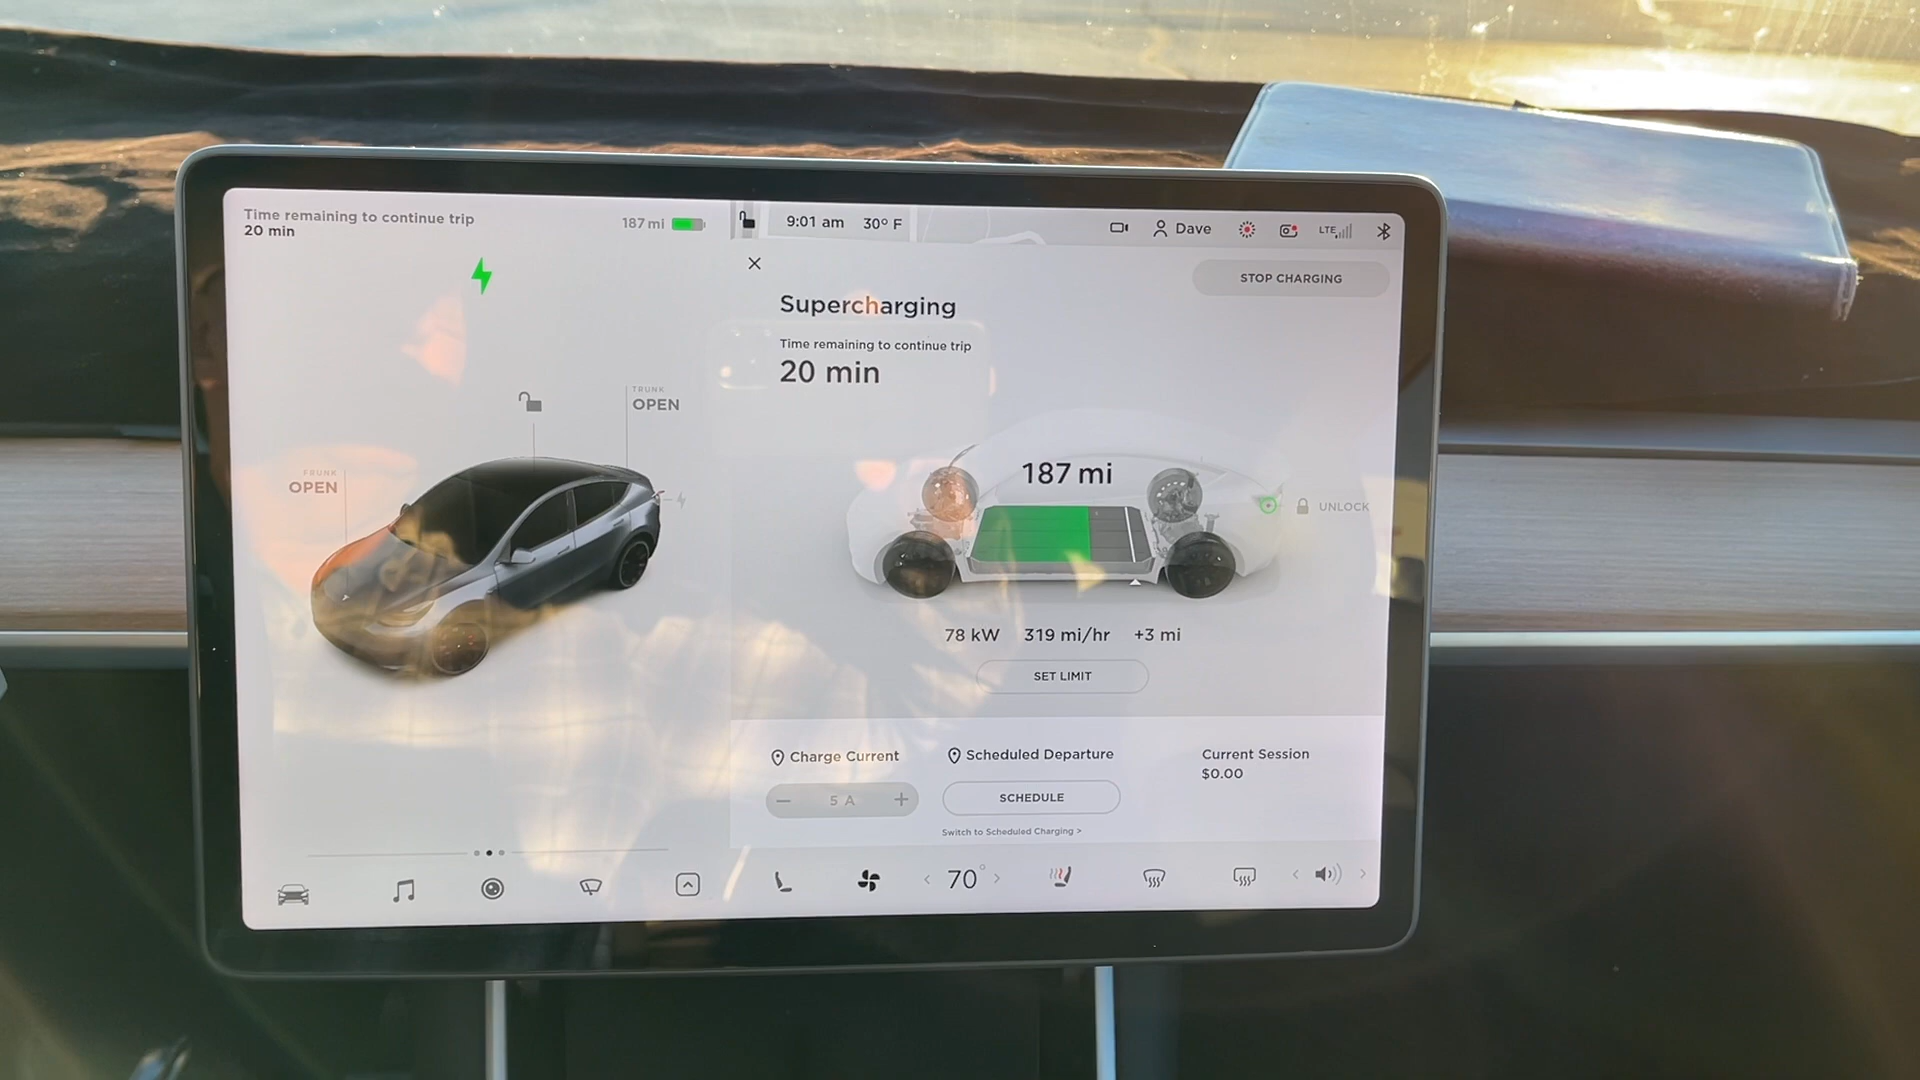 Time remaining to continue trip
20 min
187 mi
9:01 am
30° F
Dave
LTE
STOP CHARGING
Supercharging
Time remaining to continue trip
20 min
TRUNK
OPEN
FRUNK
OPEN
187 mi
UNLOCK
78 kW 319 mi/hr +3 mi
SET LIMIT
Charge Current
5 A
Scheduled Departure
SCHEDULE
Switch to Scheduled Charging >
Current Session
$0.00
70°